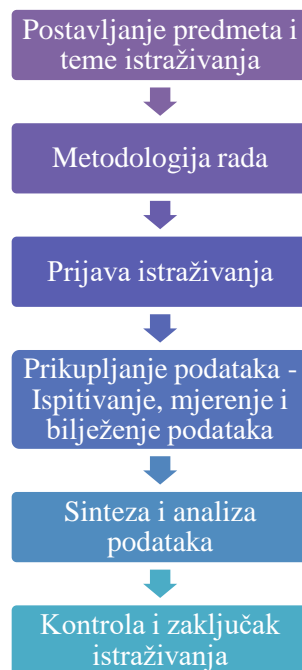 Postavljanje predmeta i
teme istraživanja
Metodologija rada
Prijava istraživanja
Prikupljanje podataka -
Ispitivanje, mjerenje i
bilježenje podataka
Sinteza i analiza
podataka
Kontrola i zaključak
istraživanja